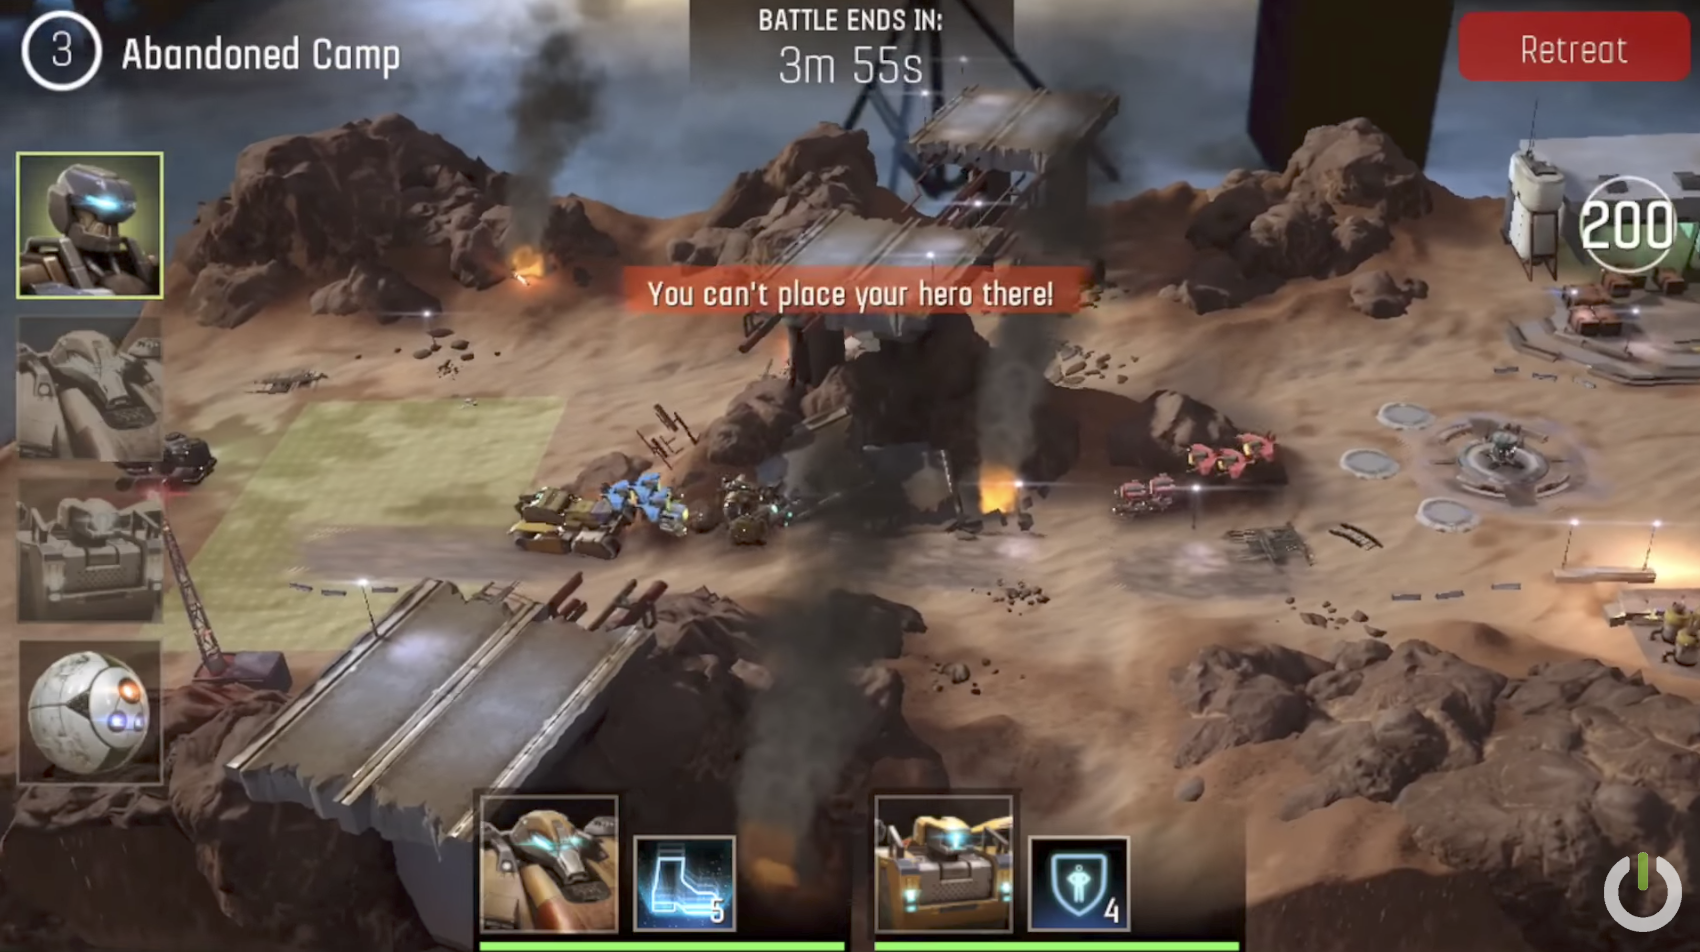 3
Abandoned Camp
BATTLE ENDS IN:
3m 55s
Retreat
200
You can't place your hero there!
5
4